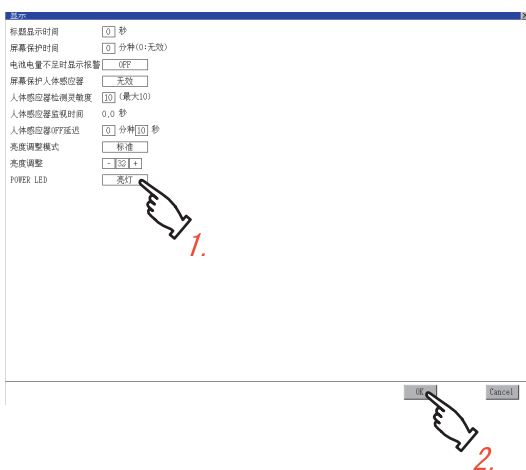 显示
标题显示时间 0 秒
屏幕保护时间 0 分种(0:无效)
电池电量不足时显示报警 OFF
屏幕保护人体感应器 无效
人体感应器检测灵敏度 10 (最大10)
人体感应器监视时间 0.0 秒
人体感应器OFF延迟 0 分种 10 秒
亮度调整模式 标准
亮度调整 - 32 +
POWER LED 亮灯
1.
OK Cancel
2.